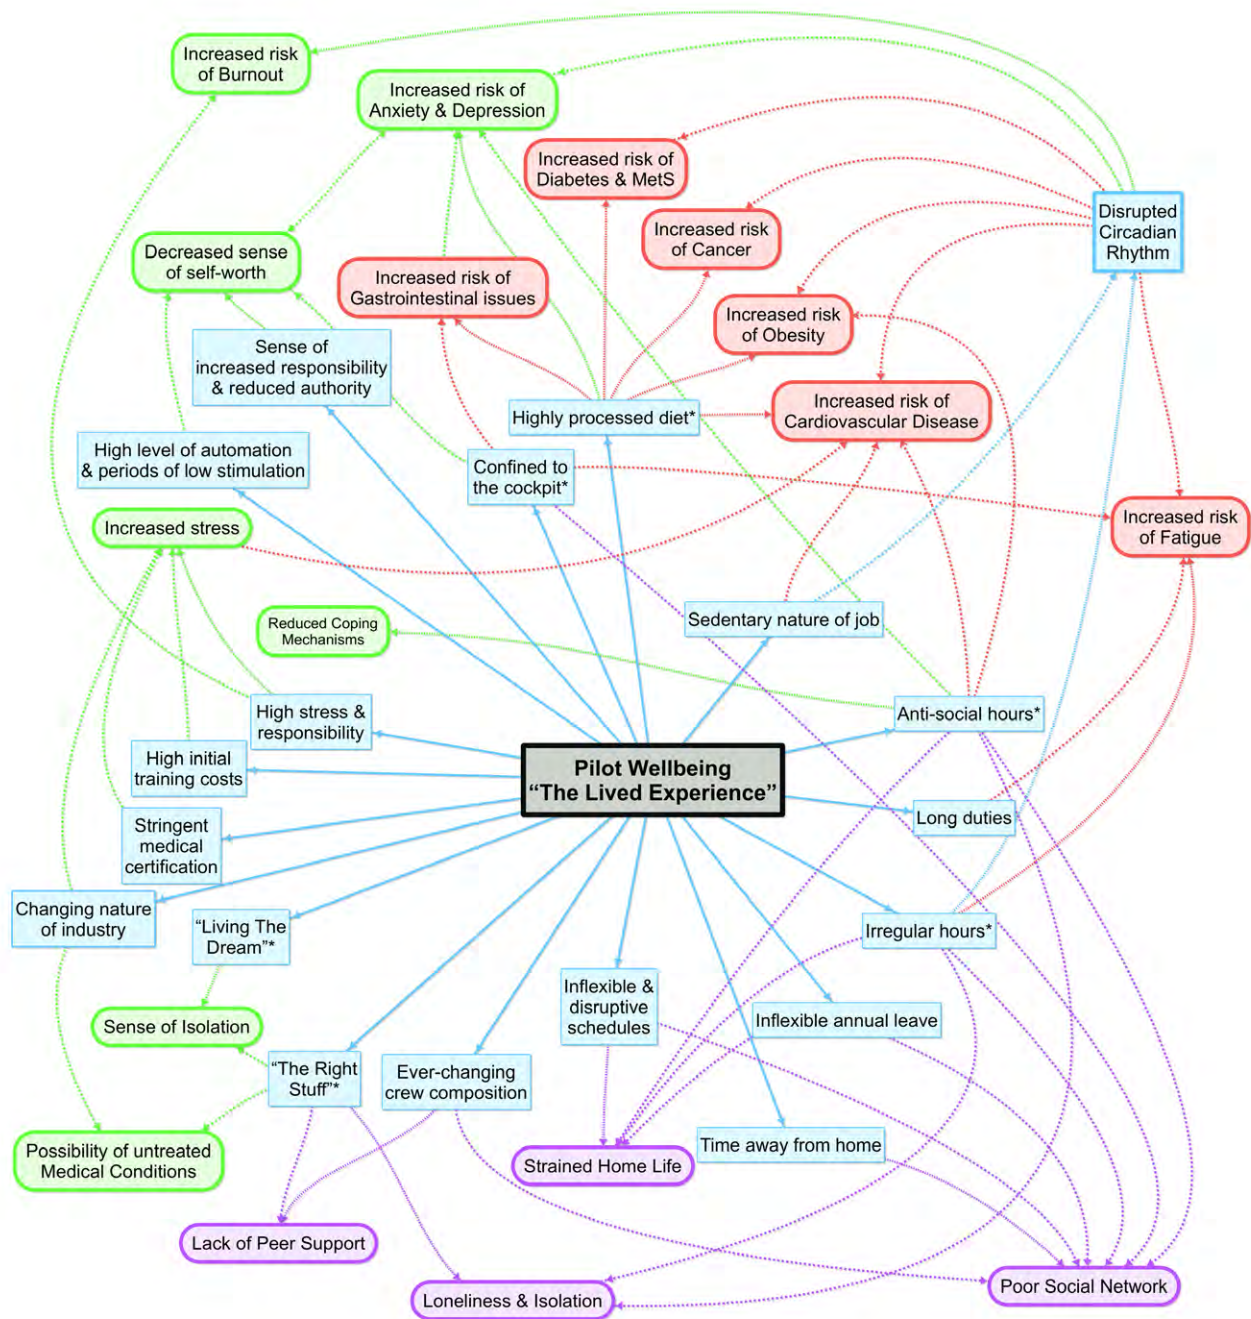 Increased risk
of Burnout
Increased risk of
Anxiety & Depression
Increased risk of
Diabetes & MetS
Increased risk
of Cancer
Disrupted
Circadian
Rhythm
Decreased sense
of self-worth
Increased risk of
Gastrointestinal issues
Increased risk
of Obesity
Sense of
increased responsibility
& reduced authority
Increased risk of
Cardiovascular Disease
Highly processed diet*
High level of automation
& periods of low stimulation
Confined to
the cockpit*
Increased stress
Increased risk
of Fatigue
Reduced Coping
Mechanisms
Sedentary nature of job
High stress &
responsibility
Anti-social hours*
High initial
training costs
Pilot Wellbeing
“The Lived Experience”
Stringent
medical
certification
Long duties
Changing nature
of industry
“Living The
Dream”*
Irregular hours*
Inflexible &
disruptive
schedules
Inflexible annual leave
Sense of Isolation
“The Right
Stuff”*
Ever-changing
crew composition
Possibility of untreated
Medical Conditions
Strained Home Life
Time away from home
Lack of Peer Support
Loneliness & Isolation
Poor Social Network